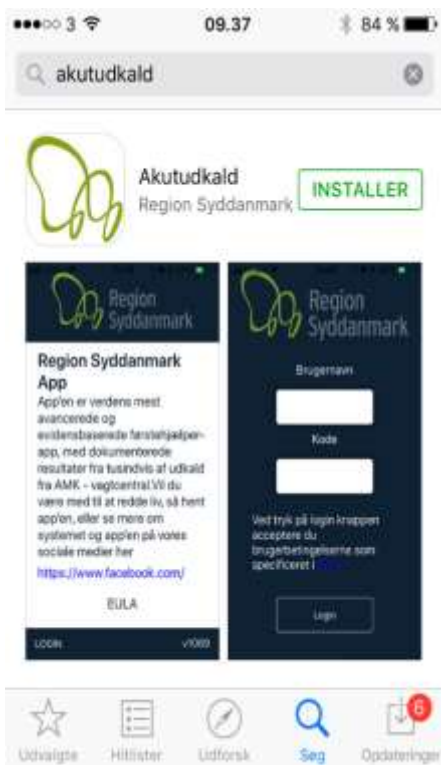 3 09.37 84 %
akutudkald
Akutudkald
Region Syddanmark
INSTALLER
Region
Syddanmark
Region Syddanmark
App
App'en er verdens mest
avancerede og
evidensbaserede førstehjælper-
app, med dokumenterede
resultater fra tusindvis af udkald
fra AMK - vagtcentral.Vil du
være med til at redde liv, så hent
app'en, eller se mere om
systemet og app'en på vores
sociale medier her
https://www.facebook.com/
EULA
LOGIN v1069
Region
Syddanmark
Brugernavn
Kode
Ved tryk på login knappen
acceptere du
brugerbetingelserne som
specificeret i
Login
6
Udvalgte Hitlister Udforsk Søg Opdateringer